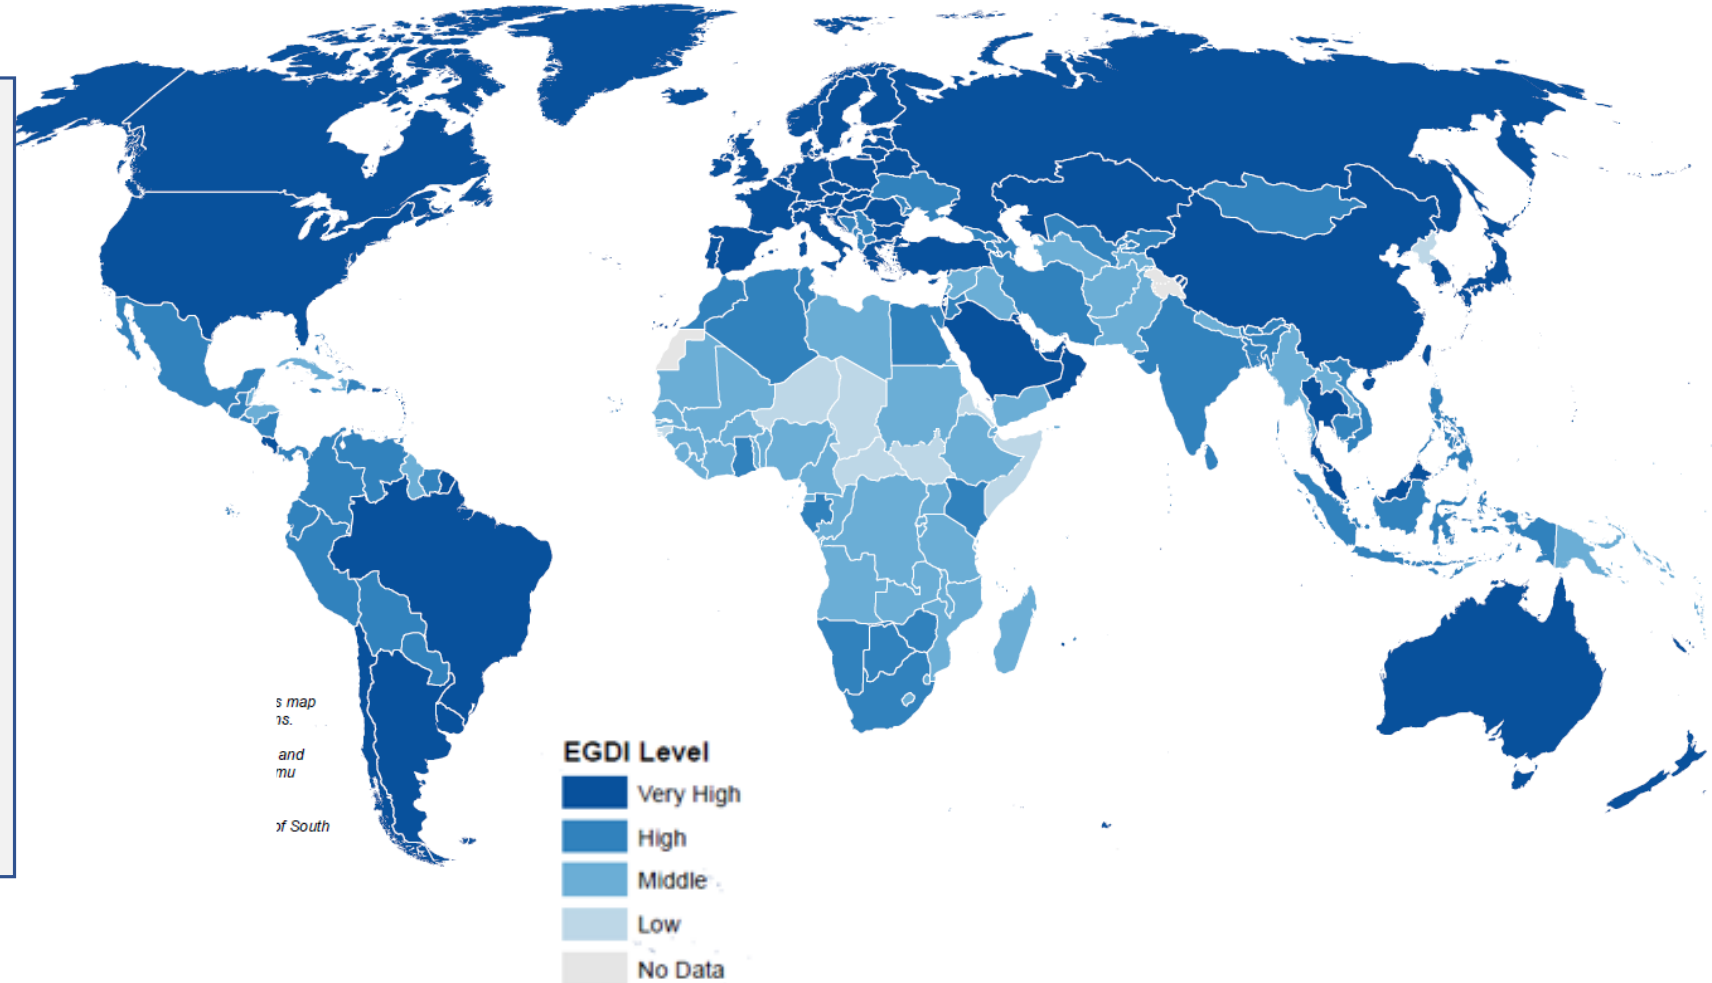 s map
ns.
and
mu
of South
EGDI Level
Very High
High
Middle
Low
No Data